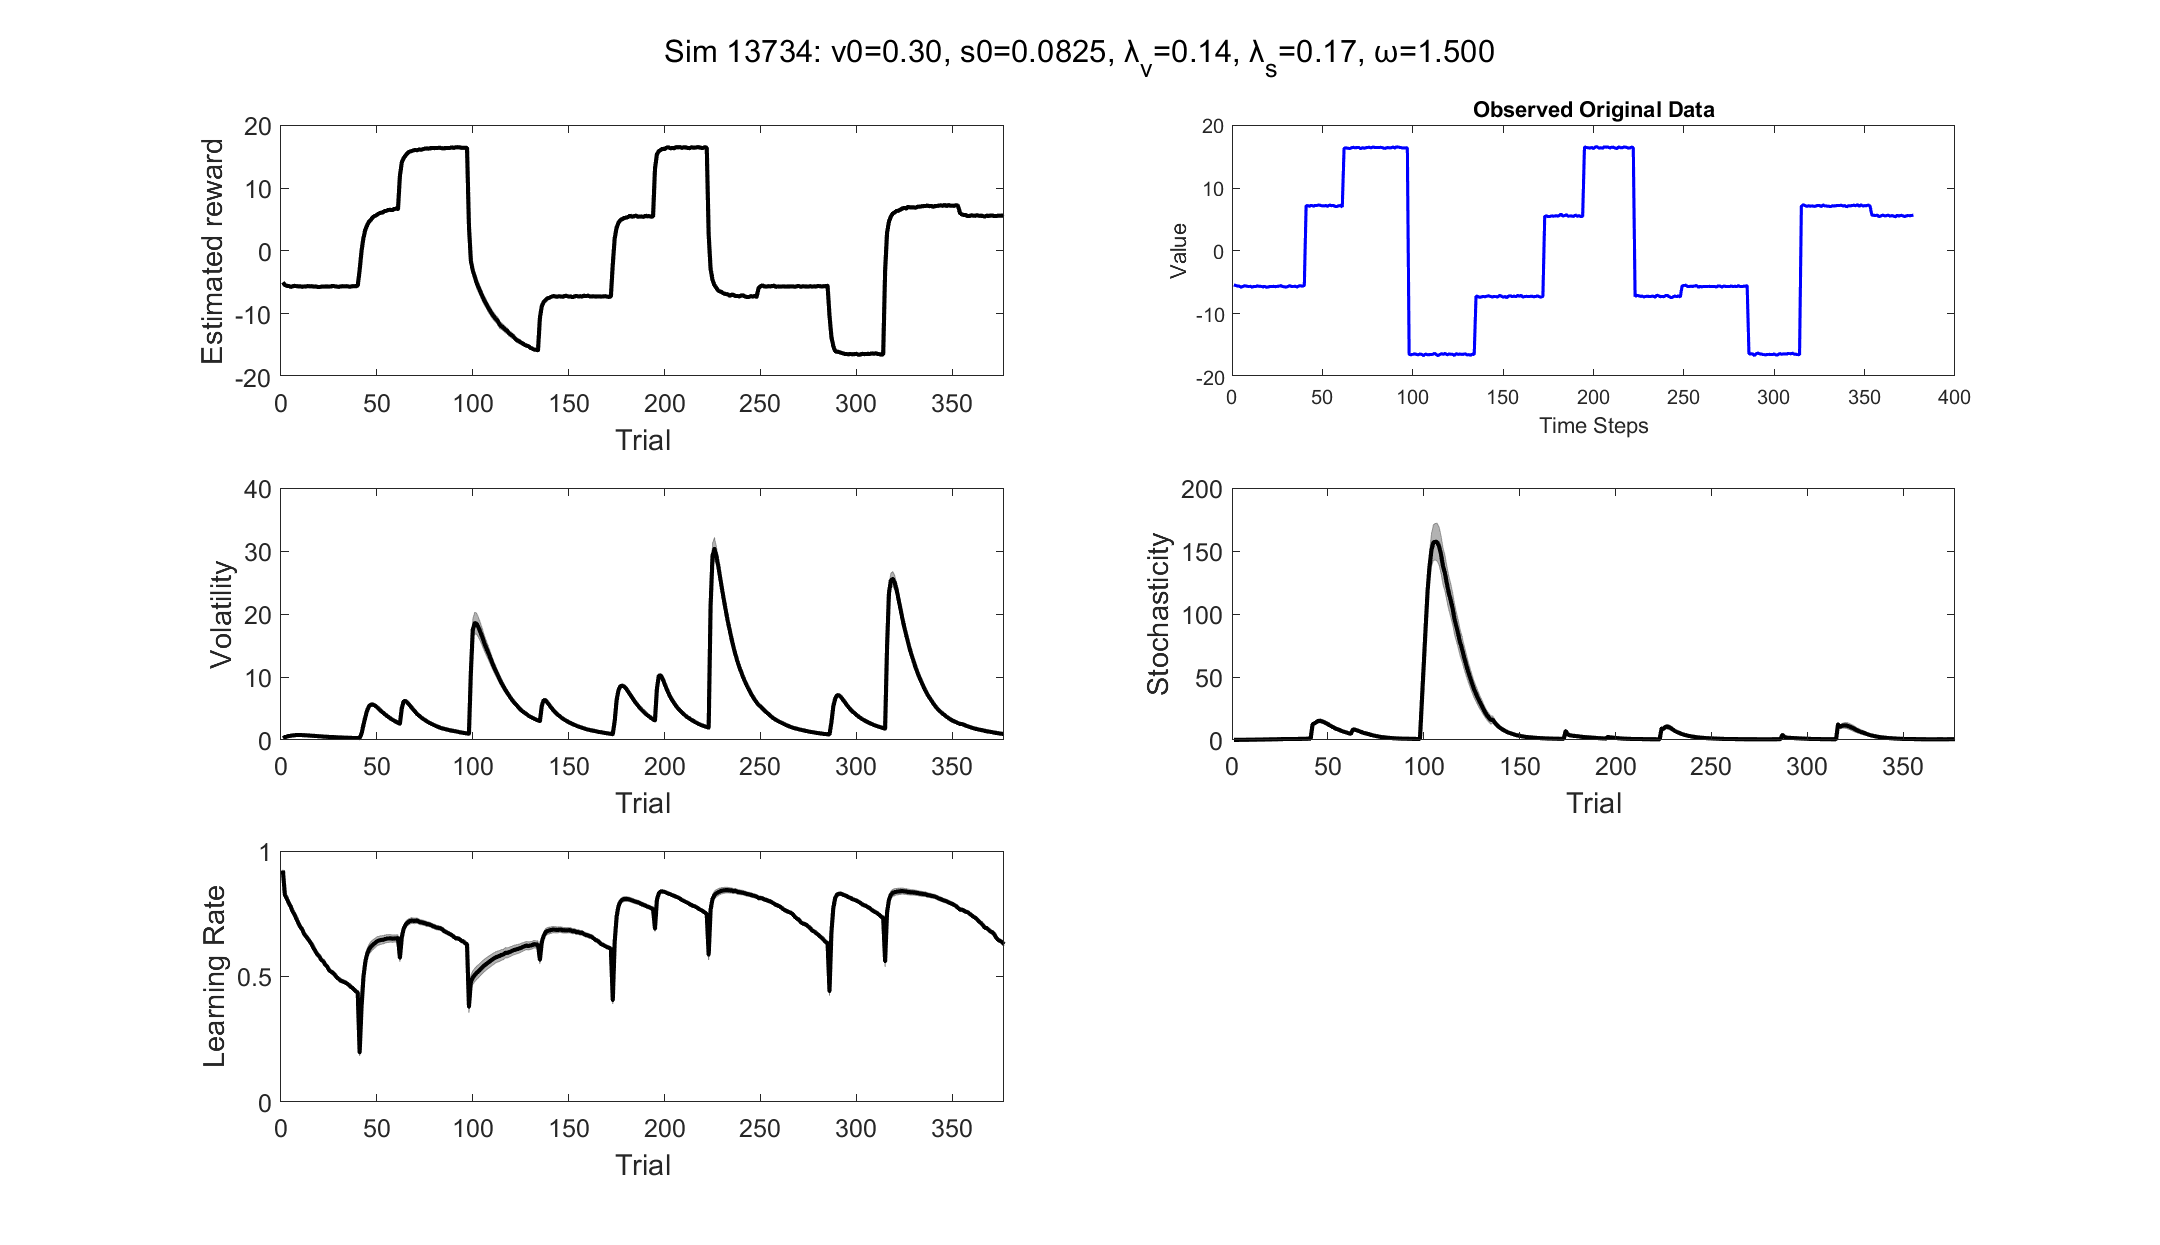 Sim 13734: v0=0.30, s0=0.0825, λv=0.14, λs=0.17, ω=1.500
Estimated reward
20
10
0
-10
-20
0 50 100 150 200 250 300 350
Trial
Observed Original Data
Value
20
10
0
-10
-20
0 50 100 150 200 250 300 350 400
Time Steps
Volatility
40
30
20
10
0
0 50 100 150 200 250 300 350
Trial
Stochasticity
200
150
100
50
0
0 50 100 150 200 250 300 350
Trial
Learning Rate
1
0.5
0
0 50 100 150 200 250 300 350
Trial